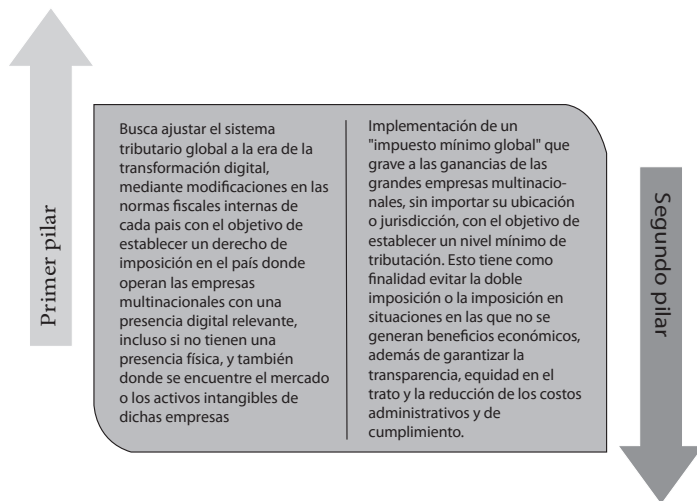 Primer pilar
Busca ajustar el sistema
tributario global a la era de la
transformación digital,
mediante modificaciones en las
normas fiscales internas de
cada pais con el objetivo de
establecer un derecho de
imposición en el país donde
operan las empresas
multinacionales con una
presencia digital relevante,
incluso si no tienen una
presencia física, y también
donde se encuentre el mercado
o los activos intangibles de
dichas empresas
Implementación de un
"impuesto mínimo global" que
grave a las ganancias de las
grandes empresas multinacio-
nales, sin importar su ubicación
o jurisdicción, con el objetivo de
establecer un nivel mínimo de
tributación. Esto tiene como
finalidad evitar la doble
imposición o la imposición en
situaciones en las que no se
generan beneficios económicos,
además de garantizar la
transparencia, equidad en el
trato y la reducción de los costos
administrativos y de
cumplimiento.
Segundo pilar